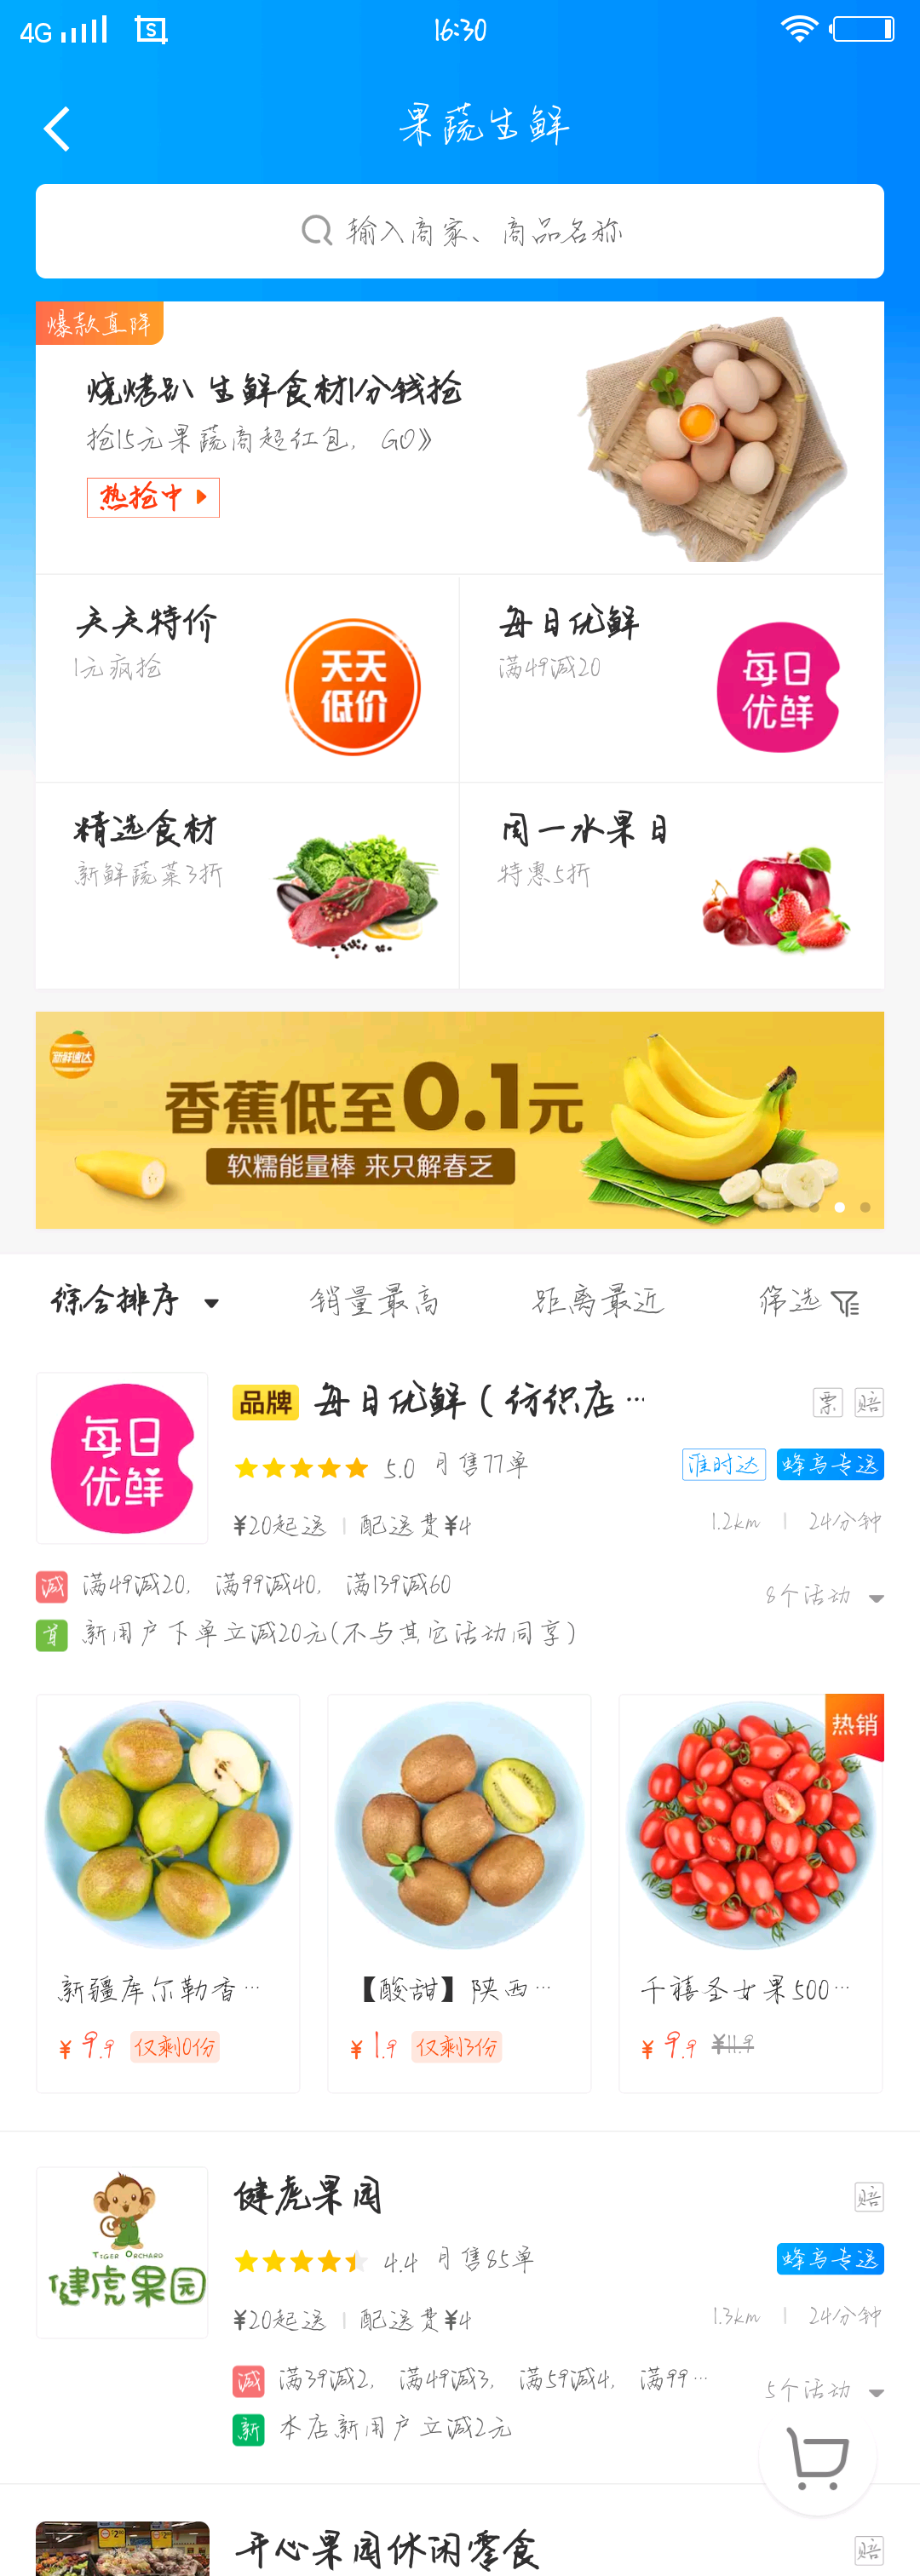 4G 16:30
果蔬生鲜
输入商家、商品名称
爆款直降
烧烤趴 生鲜食材1分钱抢
抢15元果蔬商超红包, GO》
热抢中
天天特价
1元疯抢
天天
低价
每日优鲜
满49减20
每日
优鲜
精选食材
新鲜蔬菜3折
周一水果日
特惠5折
新鲜速达
香蕉低至0.1元
软糯能量棒 来只解春乏
综合排序 销量最高 距离最近 筛选
每日
优鲜
品牌 每日优鲜(纺织店… 票 赔
5.0 月售77单 准时达 蜂鸟专送
¥20起送 | 配送费¥4 1.2km | 24分钟
减 满49减20, 满99减40, 满139减60 8个活动
首 新用户下单立减20元(不与其它活动同享)
热销
新疆库尔勒香…
¥9.9 仅剩0份
【酸甜】陕西…
¥1.9 仅剩3份
千禧圣女果500…
¥9.9 ¥11.9
TIGER ORCHARD
健虎果园
健虎果园 赔
4.4 月售85单 蜂鸟专送
¥20起送 | 配送费¥4 1.3km | 24分钟
减 满39减2, 满49减3, 满59减4, 满99… 5个活动
新 本店新用户立减2元
开心果园休闲零食 赔